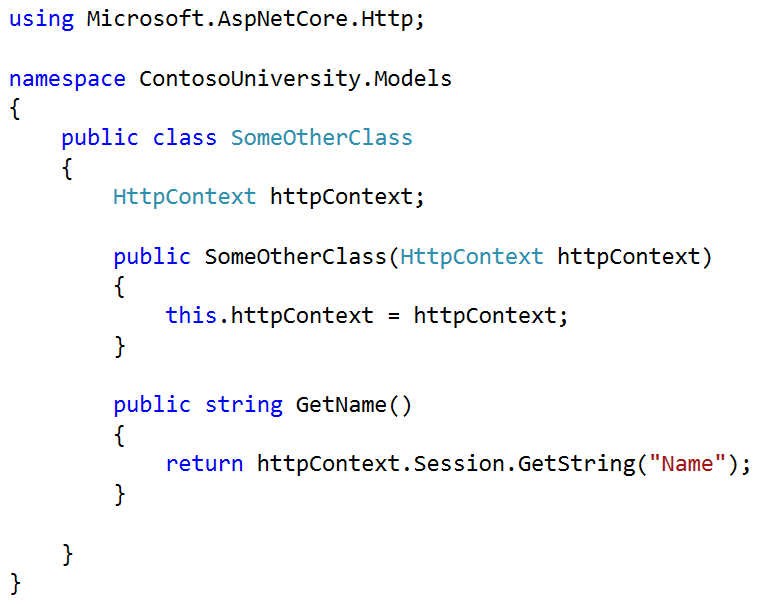 using Microsoft.AspNetCore.Http;

namespace ContosoUniversity.Models
{
    public class SomeOtherClass
    {
        HttpContext httpContext;

        public SomeOtherClass(HttpContext httpContext)
        {
            this.httpContext = httpContext;
        }

        public string GetName()
        {
            return httpContext.Session.GetString("Name");
        }

    }
}